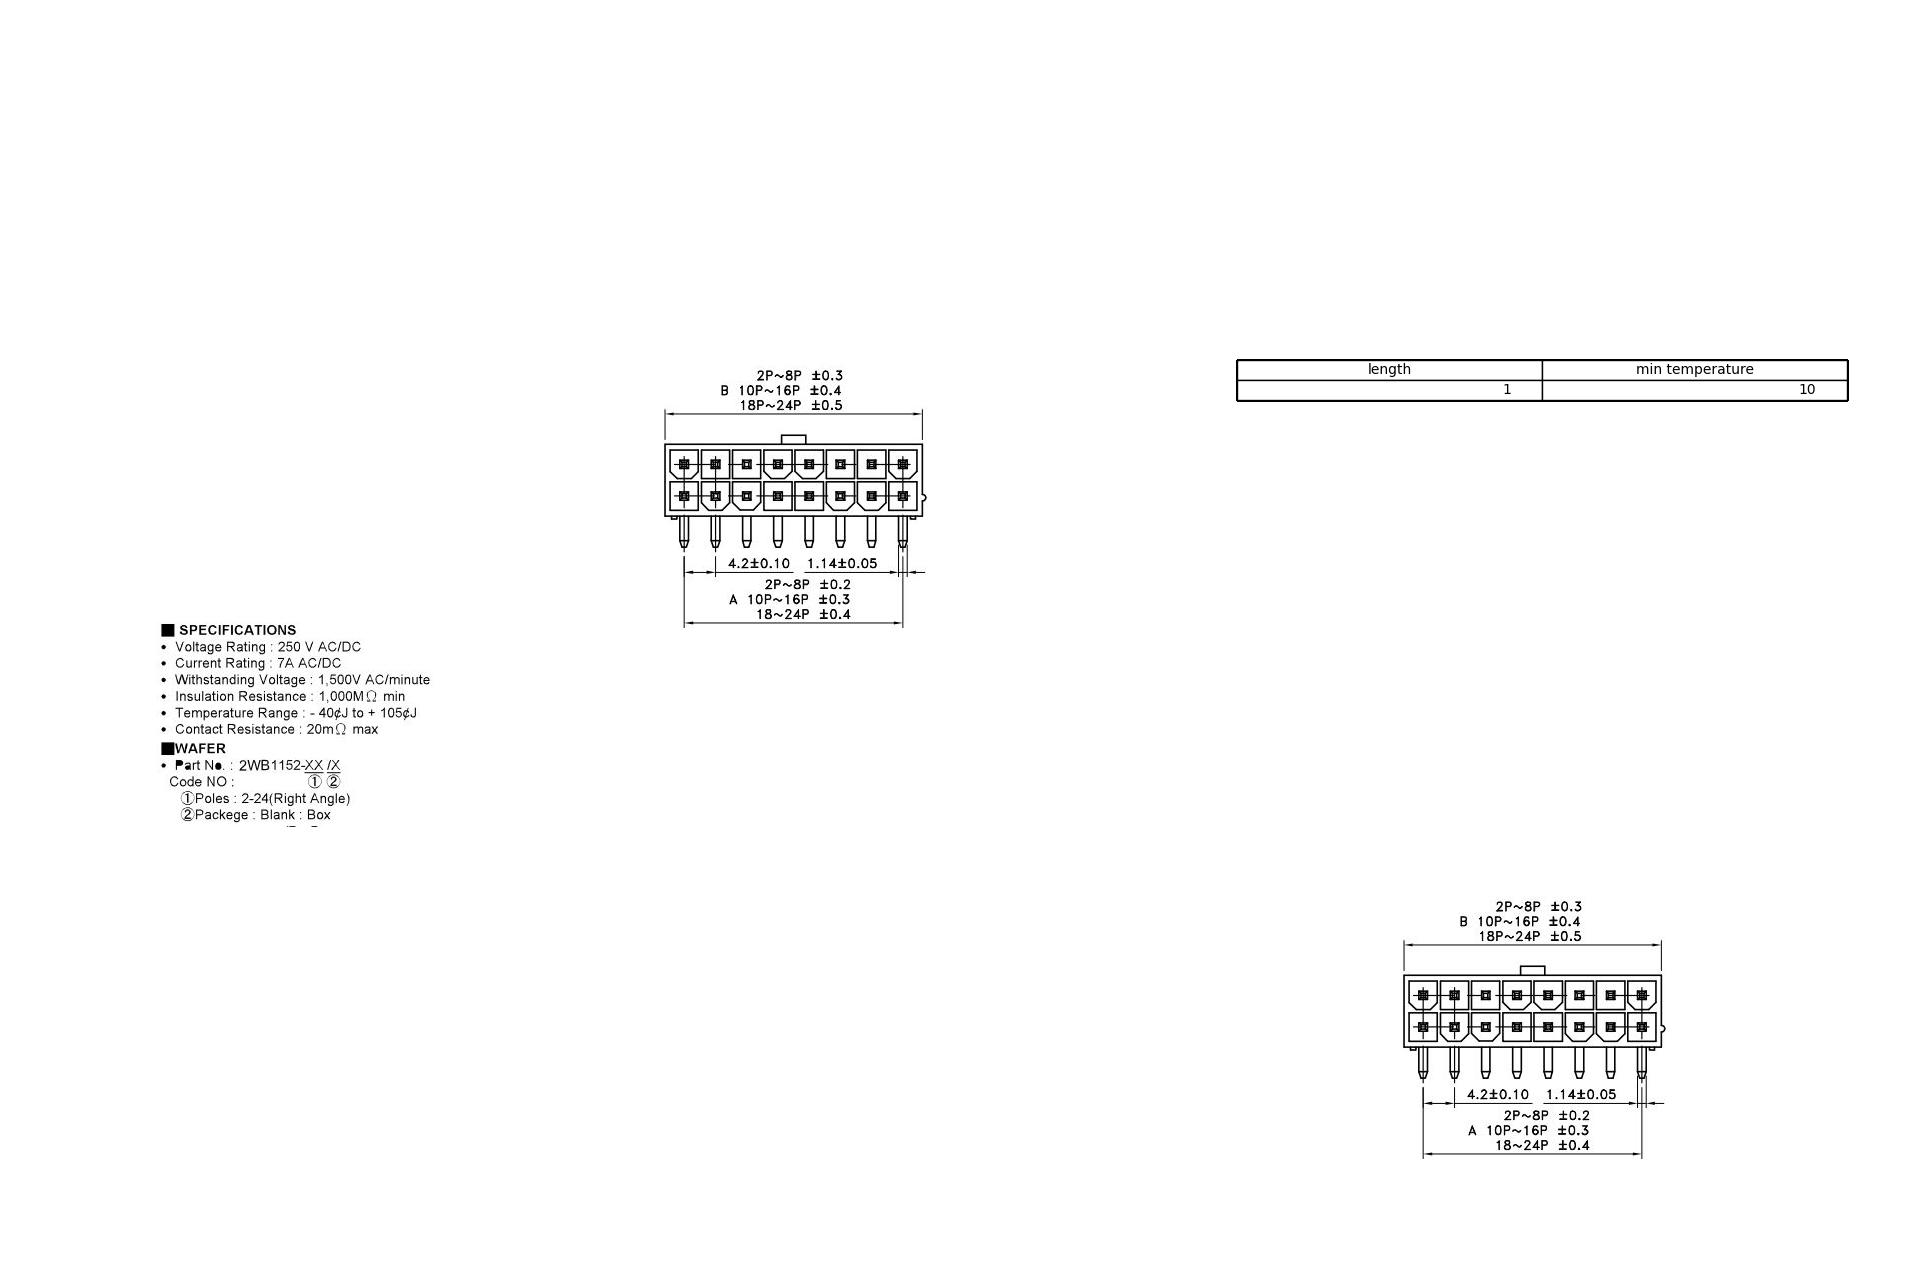 2P~8P ±0.3
B 10P~16P ±0.4
18P~24P ±0.5
4.2±0.10 1.14±0.05
2P~8P ±0.2
A 10P~16P ±0.3
18~24P ±0.4
length min temperature
1 10
■ SPECIFICATIONS
• Voltage Rating : 250 V AC/DC
• Current Rating : 7A AC/DC
• Withstanding Voltage : 1,500V AC/minute
• Insulation Resistance : 1,000MΩ min
• Temperature Range : - 40¢J to + 105¢J
• Contact Resistance : 20mΩ max
■WAFER
• Part No. : 2WB1152-XX /X
Code NO : ① ②
①Poles : 2-24(Right Angle)
②Packege : Blank : Box
2P~8P ±0.3
B 10P~16P ±0.4
18P~24P ±0.5
4.2±0.10 1.14±0.05
2P~8P ±0.2
A 10P~16P ±0.3
18~24P ±0.4